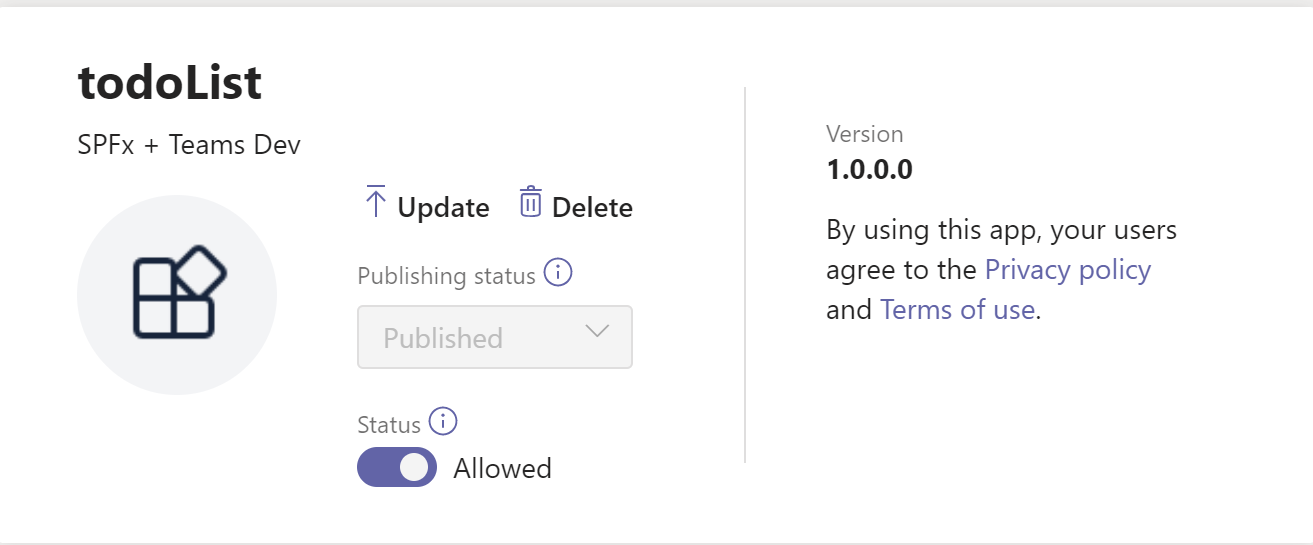 todoList
SPFx + Teams Dev
Update
Delete
Publishing status
Published
Status
Allowed
Version
1.0.0.0
By using this app, your users
agree to the Privacy policy
and Terms of use.